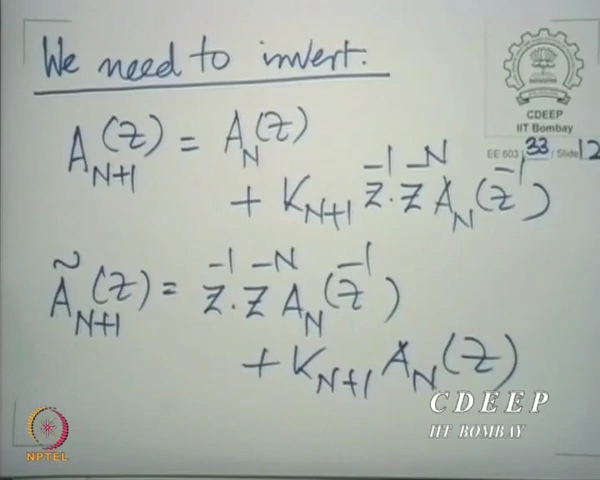 We need to invert:
CDEEP
IIT Bombay
EE 603 L 33 / Slide 12
A_{N+1}(z) = A_N(z)
+ K_{N+1} z^{-1}.z^{-N} A_N(z^{-1})
Ã_{N+1}(z) = z^{-1}.z^{-N} A_N(z^{-1})
+ K_{N+1} A_N(z)
CDEEP
IIT BOMBAY
NPTEL